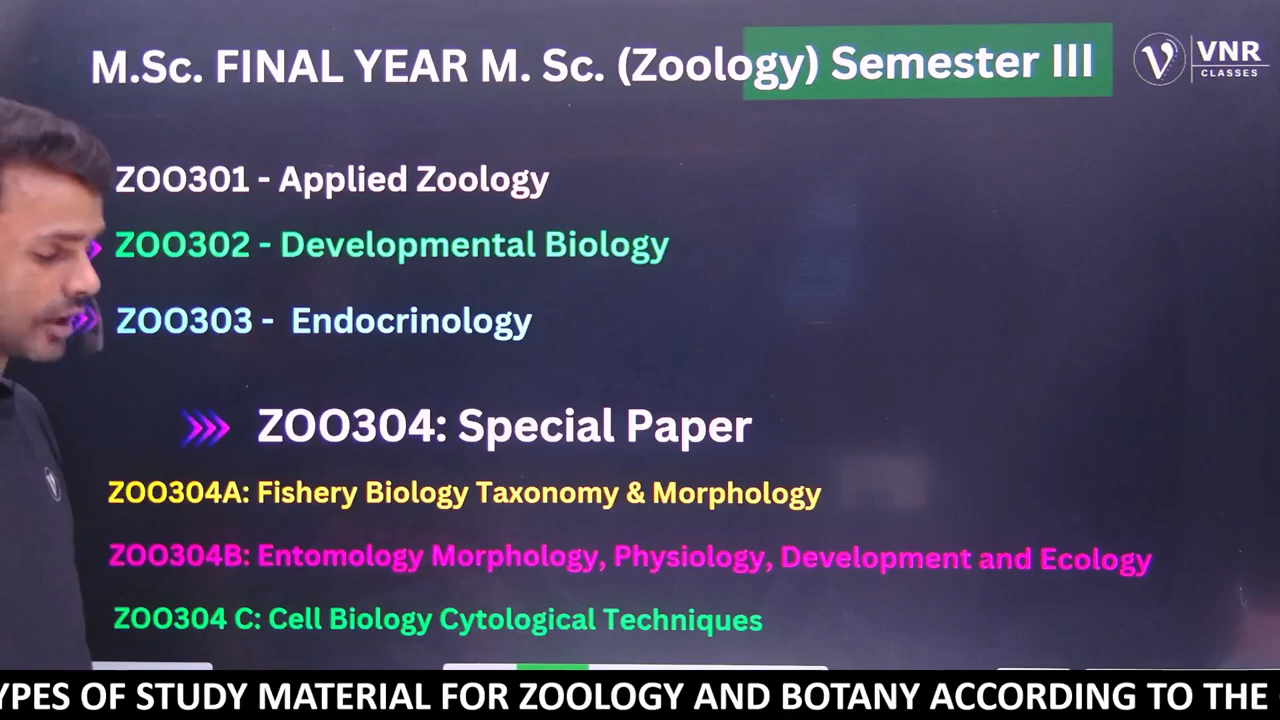 M.Sc. FINAL YEAR M. Sc. (Zoology) Semester III
VNR
CLASSES
ZOO301 - Applied Zoology
ZOO302 - Developmental Biology
ZOO303 - Endocrinology
ZOO304: Special Paper
ZOO304A: Fishery Biology Taxonomy & Morphology
ZOO304B: Entomology Morphology, Physiology, Development and Ecology
ZOO304 C: Cell Biology Cytological Techniques
OF STUDY MATERIAL FOR ZOOLOGY AND BOTANY ACCORDING TO THE